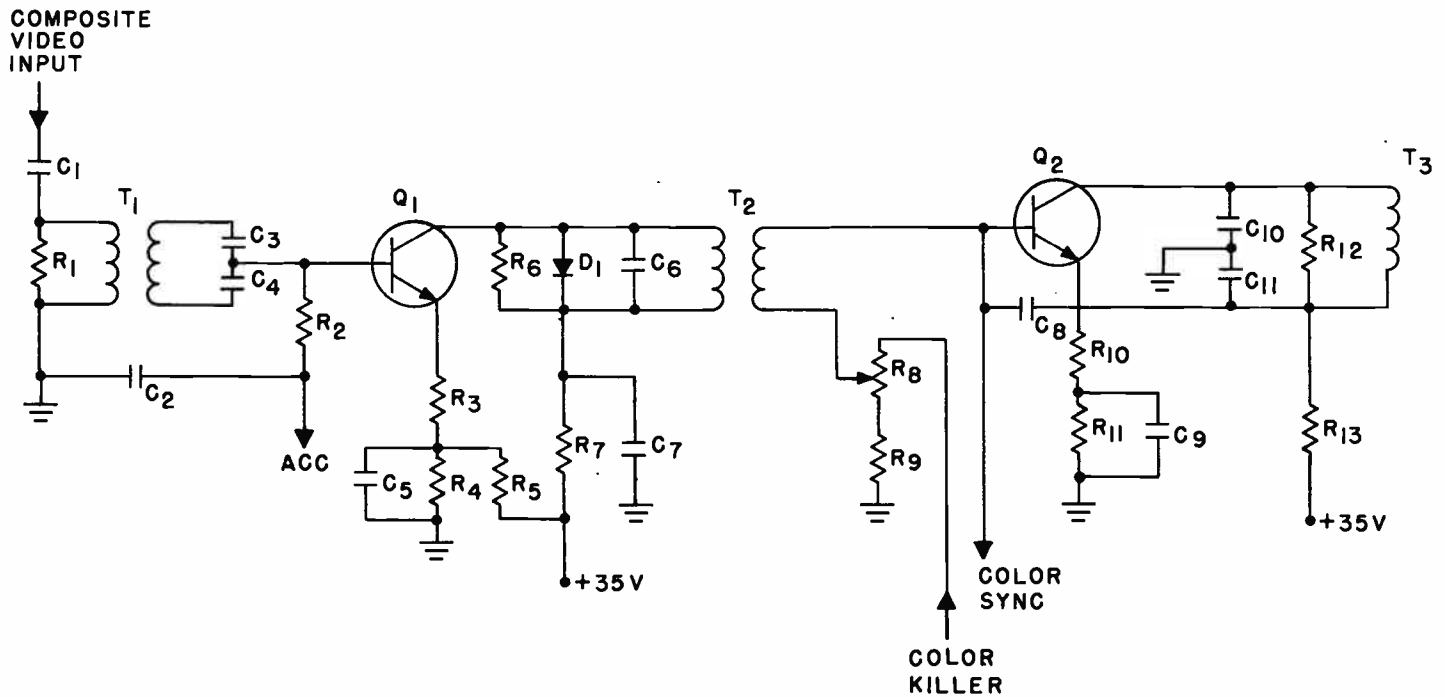 COMPOSITE
VIDEO
INPUT
C1
T1
R1
C3
C4
R2
C2
ACC
Q1
R3
C5
R4
R5
R6
D1
C6
R7
C7
+35V
T2
R8
R9
COLOR
KILLER
COLOR
SYNC
Q2
C8
R10
R11
C9
C10
C11
R12
R13
+35V
T3